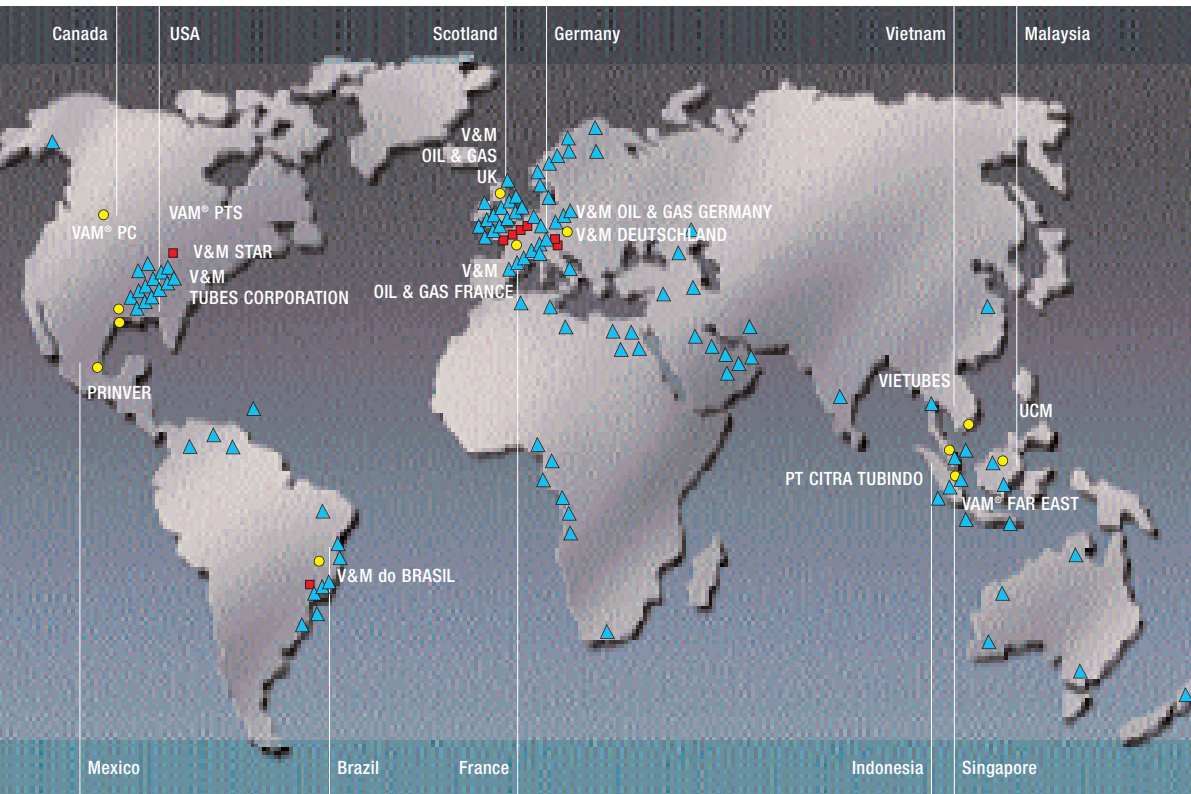 Canada
USA
Scotland
Germany
Vietnam
Malaysia
V&M
OIL & GAS
UK
VAM® PTS
VAM® PC
V&M OIL & GAS GERMANY
V&M DEUTSCHLAND
V&M STAR
V&M
TUBES CORPORATION
V&M
OIL & GAS FRANCE
PRINVER
VIETUBES
UCM
PT CITRA TUBINDO
VAM® FAR EAST
V&M do BRASIL
Mexico
Brazil
France
Indonesia
Singapore